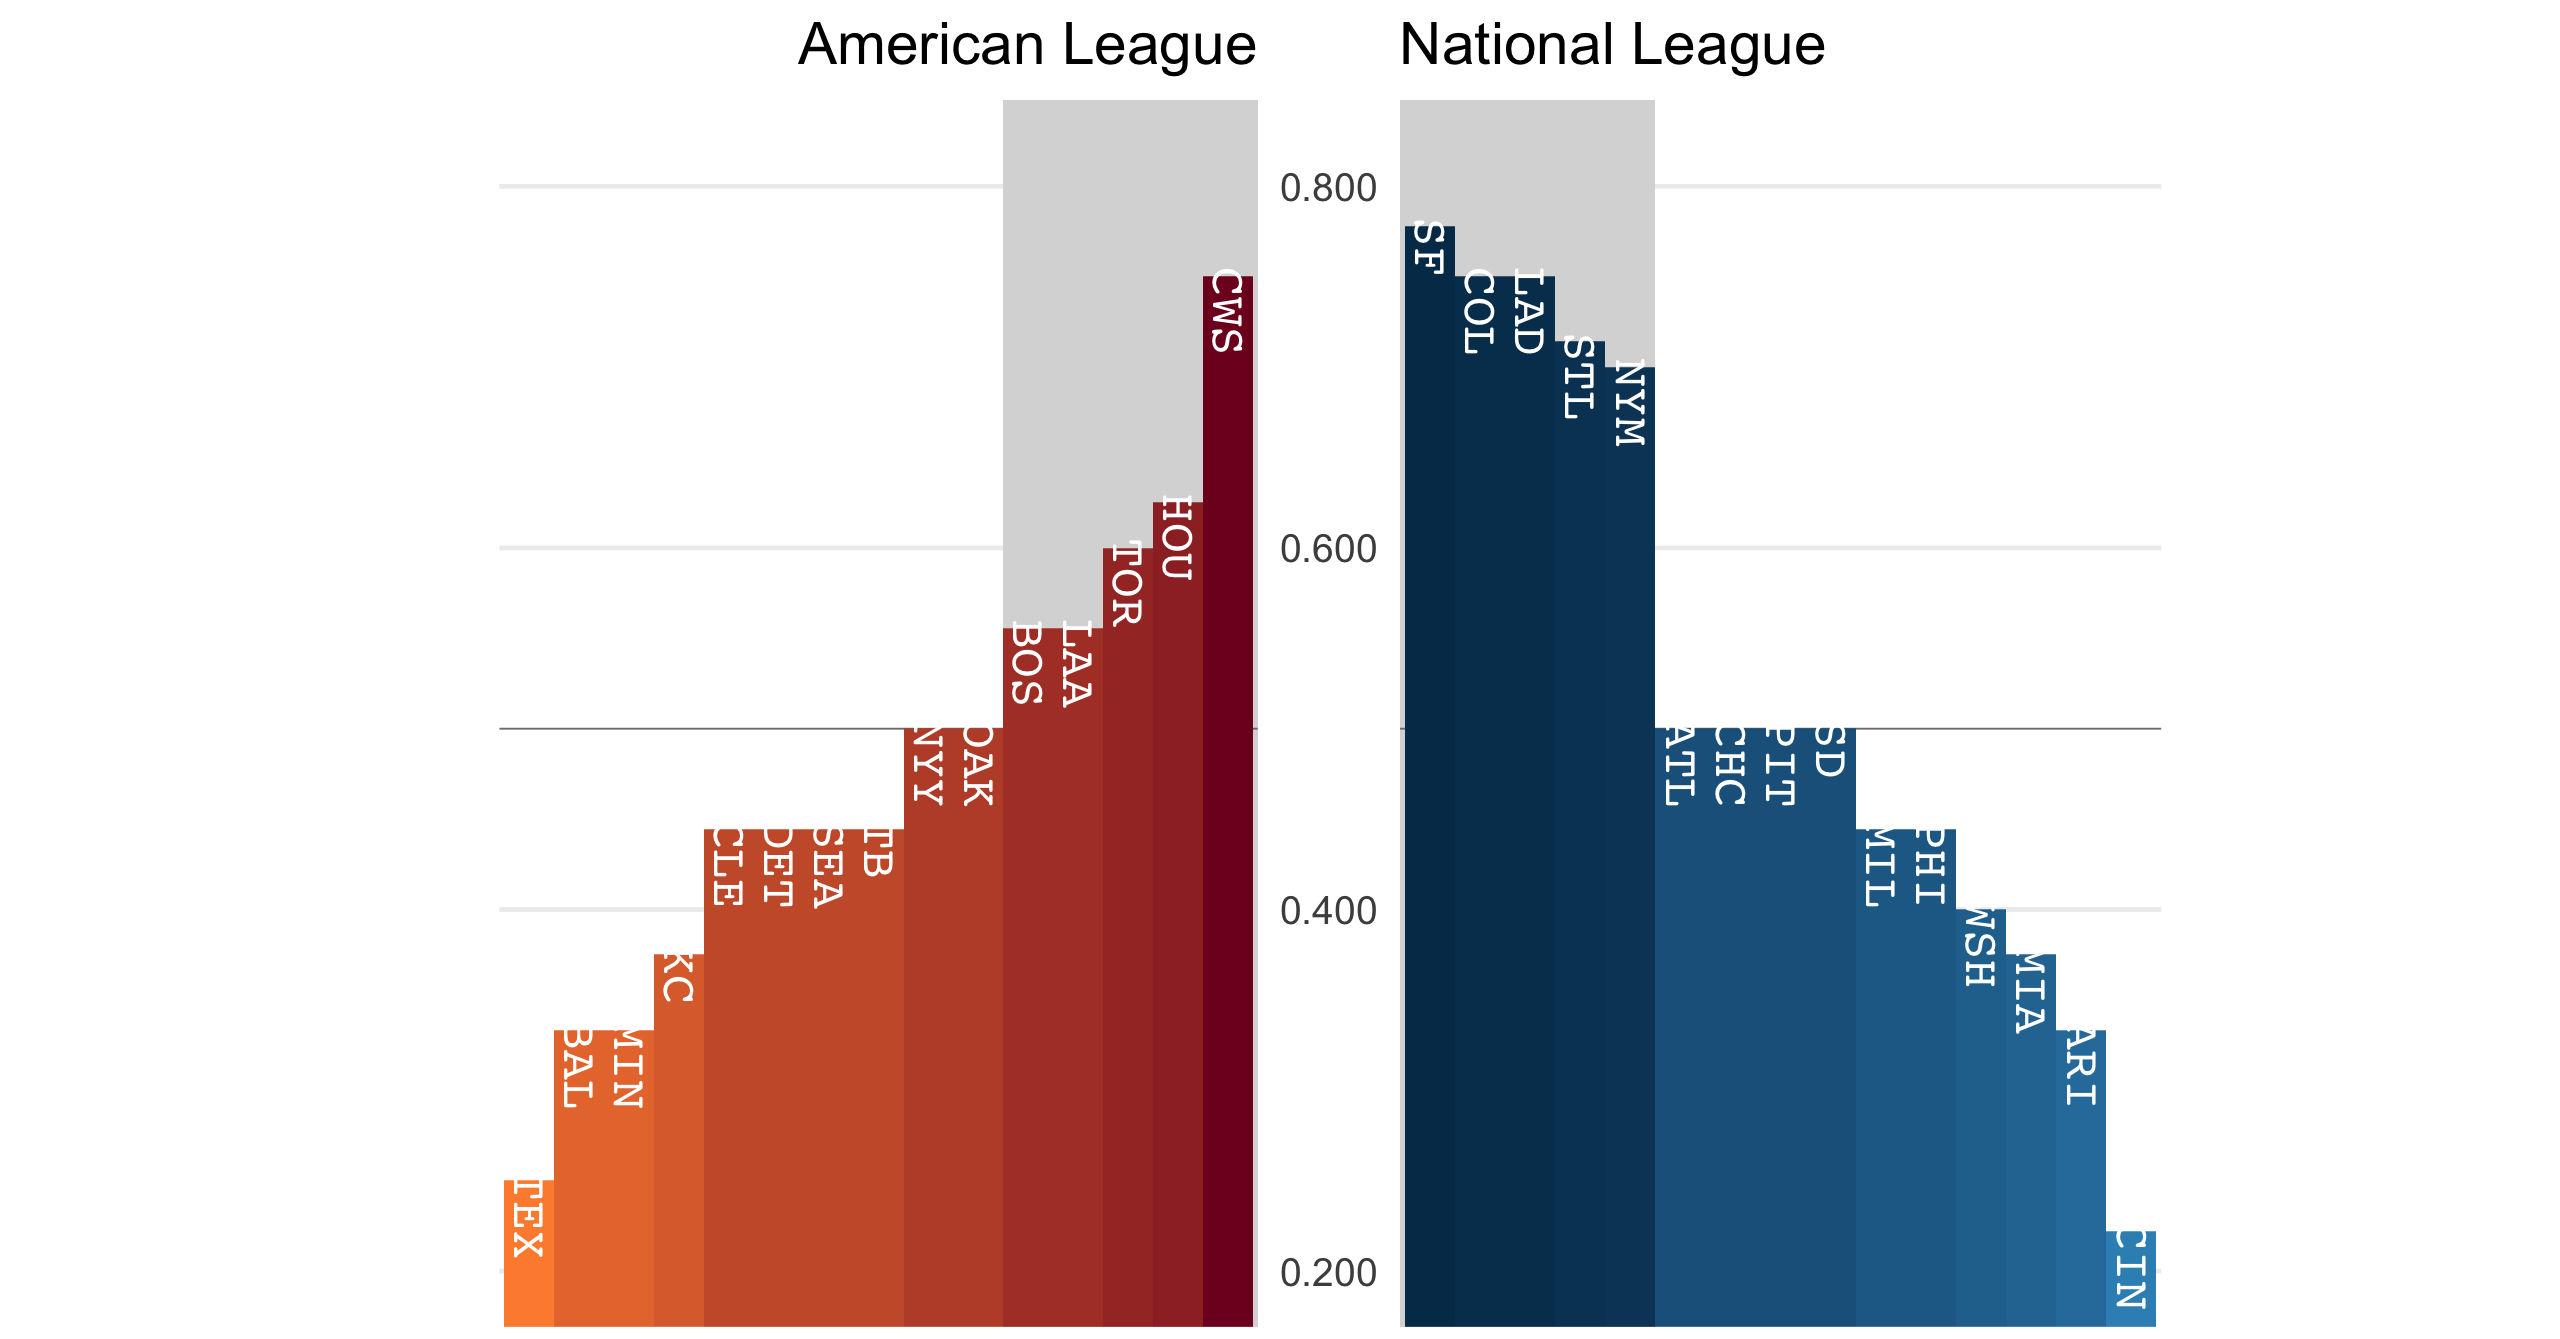 American League
National League
0.800
0.600
0.400
0.200
TEX
BAL
MIN
KC
CLE
DET
SEA
TB
NYY
OAK
BOS
LAA
TOR
HOU
CWS
SF
COL
LAD
STL
NYM
ATL
CHC
PIT
SD
MIL
PHI
WSH
MIA
ARI
CIN